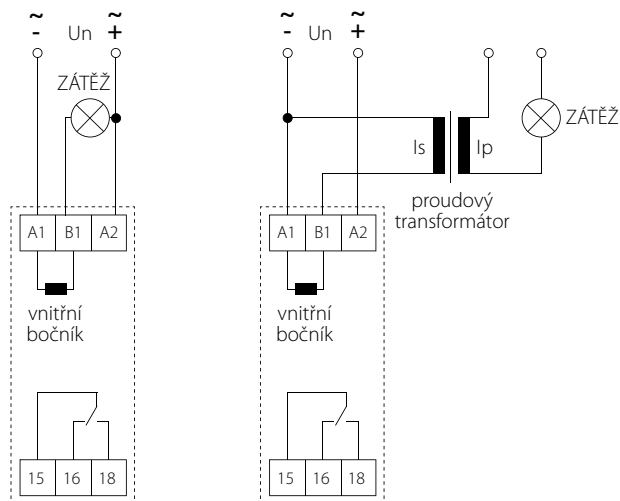 ~ Un ~
- +
ZÁTĚŽ
A1 B1 A2
vnitřní
bočník
15 16 18
~ Un ~
- +
ZÁTĚŽ
Is Ip
proudový
transformátor
A1 B1 A2
vnitřní
bočník
15 16 18